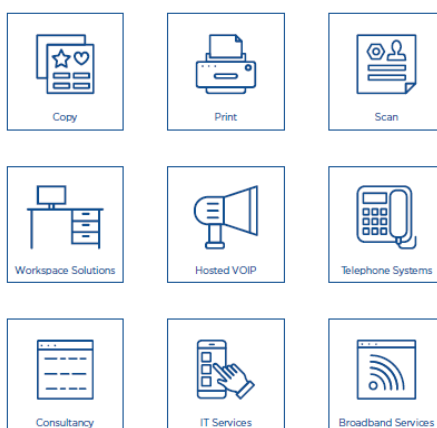 Copy
Print
Scan
Workspace Solutions
Hosted VOIP
Telephone Systems
Consultancy
IT Services
Broadband Services